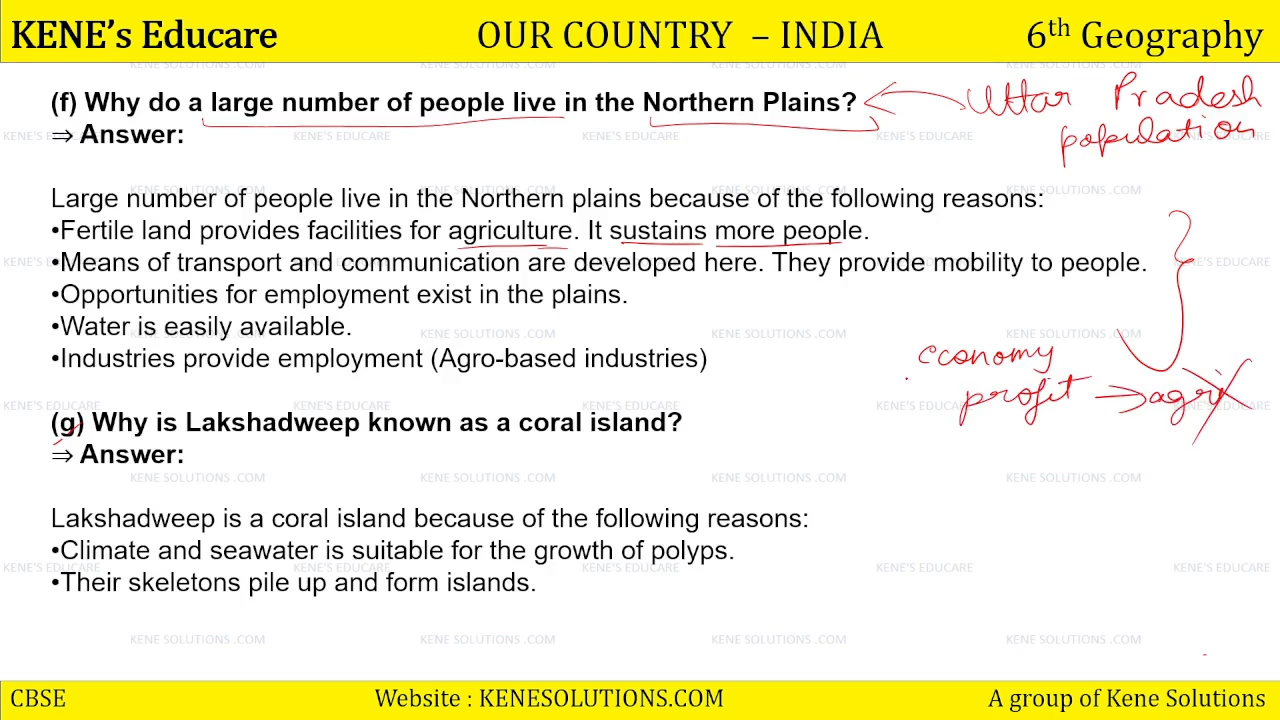 KENE's Educare OUR COUNTRY – INDIA 6th Geography
(f) Why do a large number of people live in the Northern Plains?
Uttar Pradesh
population
⇒ Answer:
Large number of people live in the Northern plains because of the following reasons:
•Fertile land provides facilities for agriculture. It sustains more people.
•Means of transport and communication are developed here. They provide mobility to people.
•Opportunities for employment exist in the plains.
•Water is easily available.
•Industries provide employment (Agro-based industries)
economy
profit → agri
(g) Why is Lakshadweep known as a coral island?
⇒ Answer:
Lakshadweep is a coral island because of the following reasons:
•Climate and seawater is suitable for the growth of polyps.
•Their skeletons pile up and form islands.
KENE SOLUTIONS .COM
KENE'S EDUCARE
CBSE Website : KENESOLUTIONS.COM A group of Kene Solutions